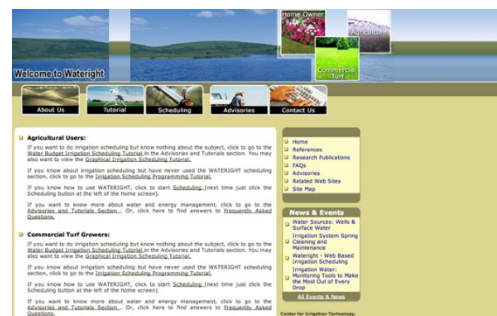 Home Owner
Agriculture
Commercial
Turf
Welcome to Wateright
About Us
Tutorial
Scheduling
Advisories
Contact Us
Agricultural Users:
If you want to do irrigation scheduling but know nothing about the subject, click to go to the
Water Budget Irrigation Scheduling Tutorial in the Advisories and Tutorials section. You may
also want to view the Graphical Irrigation Scheduling Tutorial.
If you know about irrigation scheduling but have never used the WATERIGHT scheduling
section, click to go to the Irrigation Scheduling Programming Tutorial.
If you know how to use WATERIGHT, click to start Scheduling (next time just click the
Scheduling button at the left of the home screen).
If you want to know more about water and energy management, click to go to the
Advisories and Tutorials Section . Or, click here to find answers to Frequently Asked
Questions.
Commercial Turf Growers:
If you want to do irrigation scheduling but know nothing about the subject, click to go to the
Water Budget Irrigation Scheduling Tutorial in the Advisories and Tutorials section. You may
also want to view the Graphical Irrigation Scheduling Tutorial.
If you know about irrigation scheduling but have never used the WATERIGHT scheduling
section, click to go to the Irrigation Scheduling Programming Tutorial.
If you know how to use WATERIGHT, click to start Scheduling (next time just click the
Scheduling button at the left of the home screen).
If you want to know more about water and energy management, click to go to the
Advisories and Tutorials Section . Or, click here to find answers to Frequently Asked
Home
References
Research Publications
FAQs
Advisories
Related Web Sites
Site Map
News & Events
Water Sources: Wells &
Surface Water
Irrigation System Spring
Cleaning and
Maintenance
Wateright - Web Based
Irrigation Scheduling
Irrigation Water:
Monitoring Tools to Make
the Most Out of Every
Drop
All Events & News
Center for Irrigation Technology,